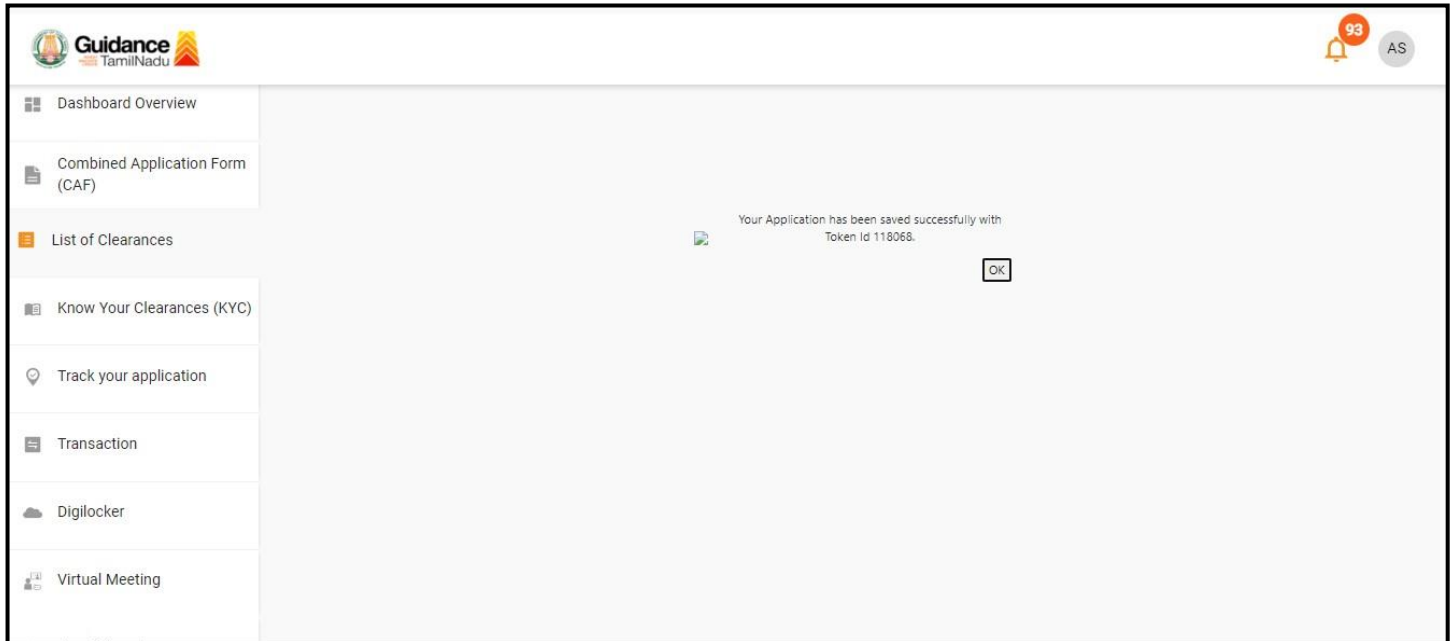 Guidance
TamilNadu
93
AS
Dashboard Overview
Combined Application Form
(CAF)
List of Clearances
Know Your Clearances (KYC)
Track your application
Transaction
Digilocker
Virtual Meeting
Your Application has been saved successfully with
Token Id 118068.
OK